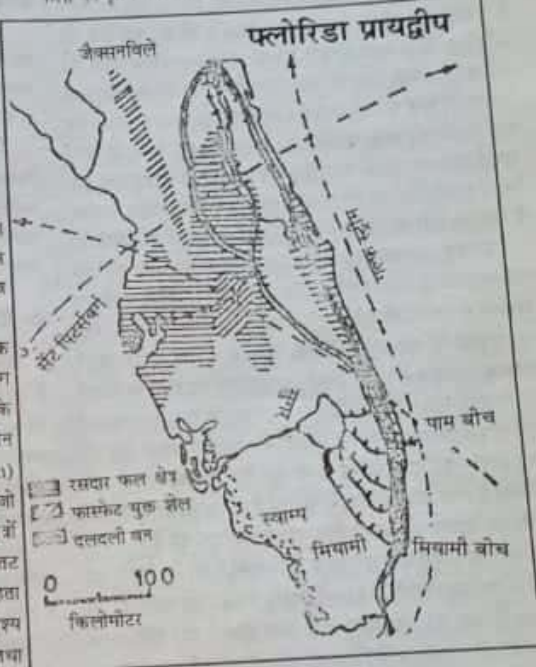 फ्लोरिडा प्रायद्वीप
जैक्सनविले
सेंट पिटर्सबर्ग
पाम बीच
रसदार फल क्षेत्र
फास्फेट युक्त शेल
दलदली वन
स्वाम्प
मियामी
मियामी बीच
0 100
किलोमीटर